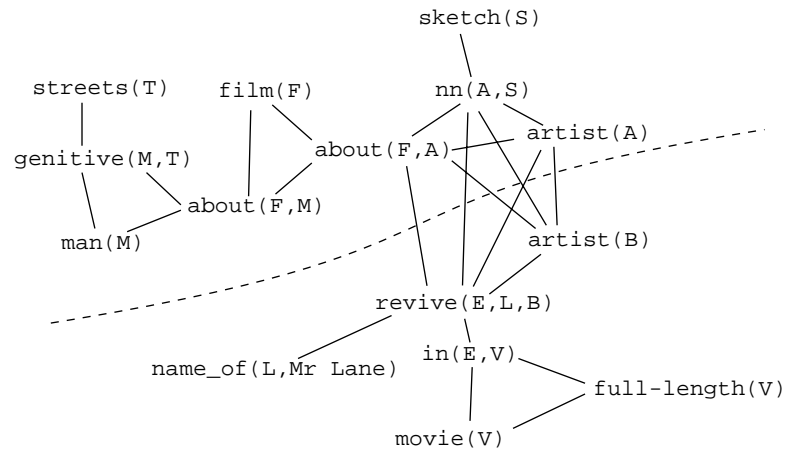 sketch(S)
streets(T)
film(F)
nn(A,S)
artist(A)
genitive(M,T)
about(F,A)
about(F,M)
man(M)
artist(B)
revive(E,L,B)
name_of(L,Mr Lane)
in(E,V)
full-length(V)
movie(V)